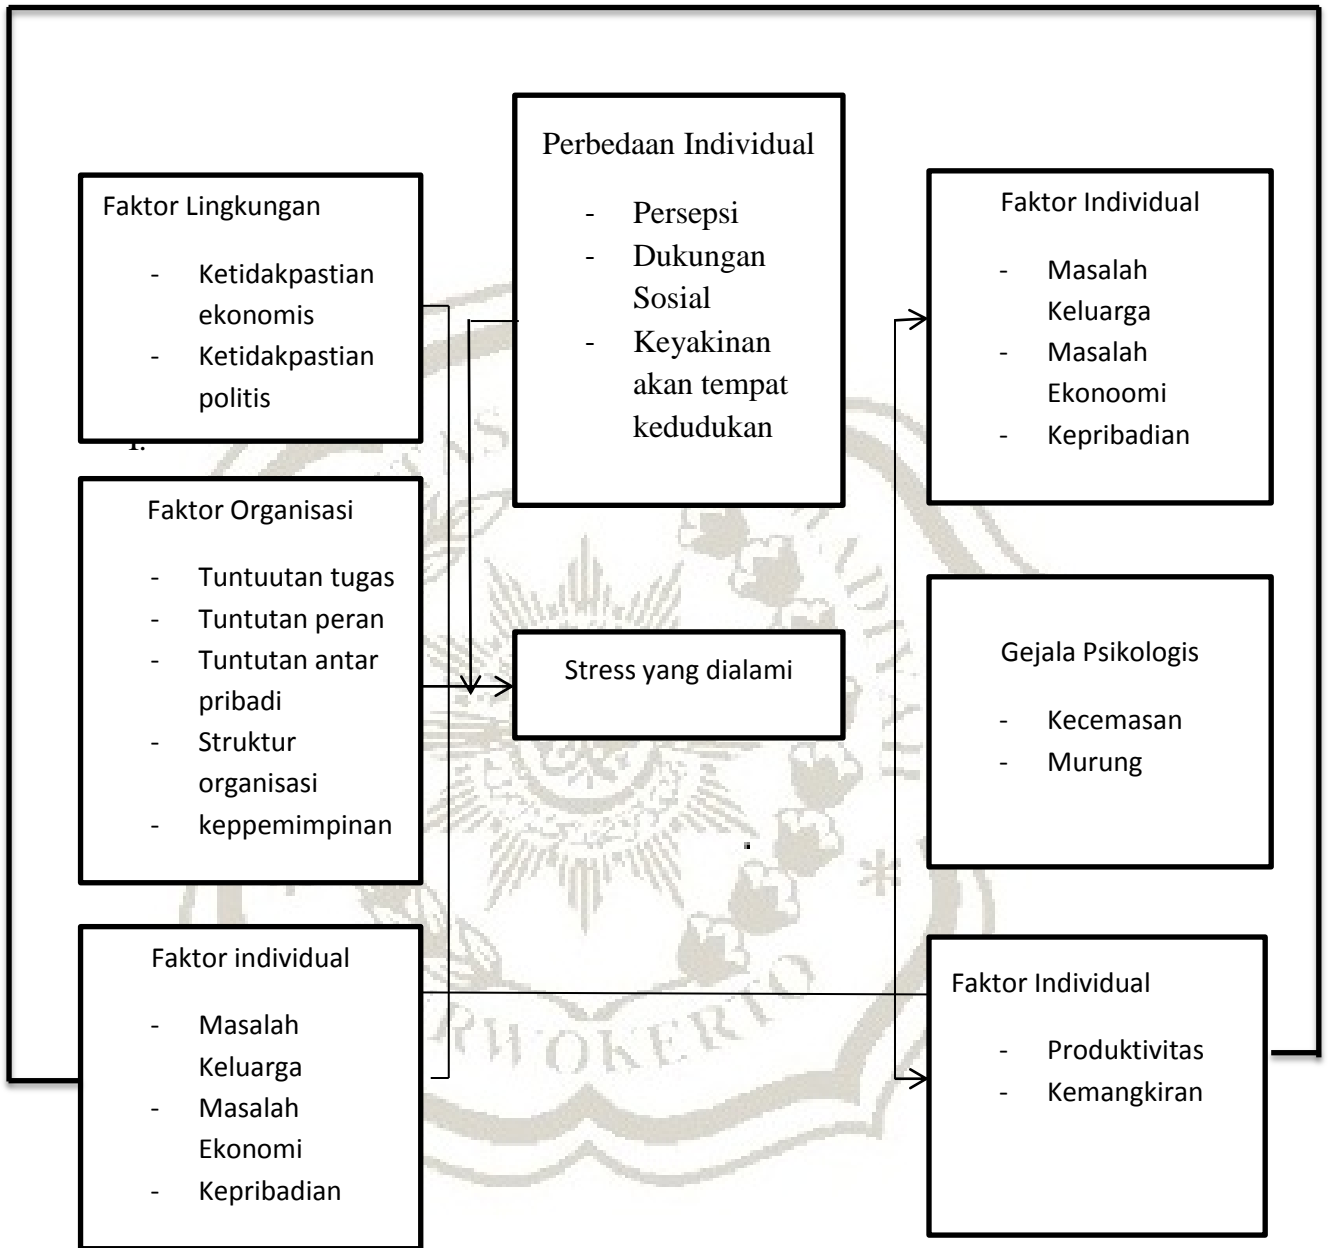 Faktor Lingkungan
- Ketidakpastian
ekonomis
- Ketidakpastian
politis
Faktor Organisasi
- Tuntuutan tugas
- Tuntutan peran
- Tuntutan antar
pribadi
- Struktur
organisasi
- keppemimpinan
Faktor individual
- Masalah
Keluarga
- Masalah
Ekonomi
- Kepribadian
Perbedaan Individual
- Persepsi
- Dukungan
Sosial
- Keyakinan
akan tempat
kedudukan
Stress yang dialami
Faktor Individual
- Masalah
Keluarga
- Masalah
Ekonoomi
- Kepribadian
Gejala Psikologis
- Kecemasan
- Murung
Faktor Individual
- Produktivitas
- Kemangkiran